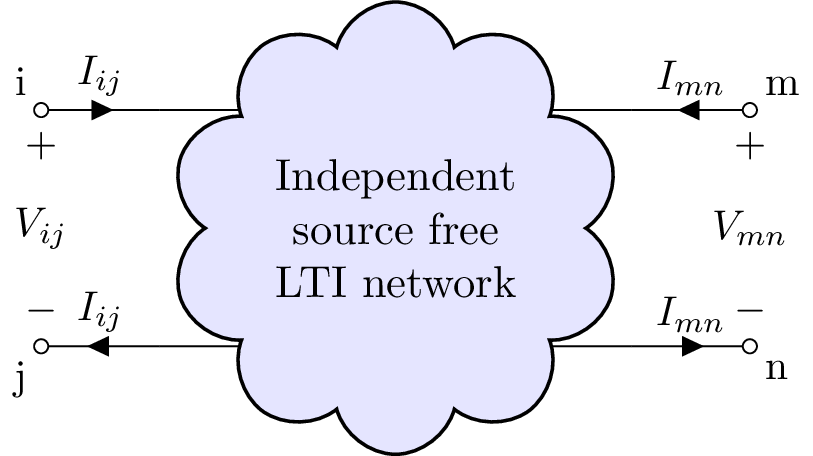 i I_{ij} I_{mn} m
+ +
Independent
V_{ij} source free V_{mn}
LTI network
− I_{ij} I_{mn} −
j n